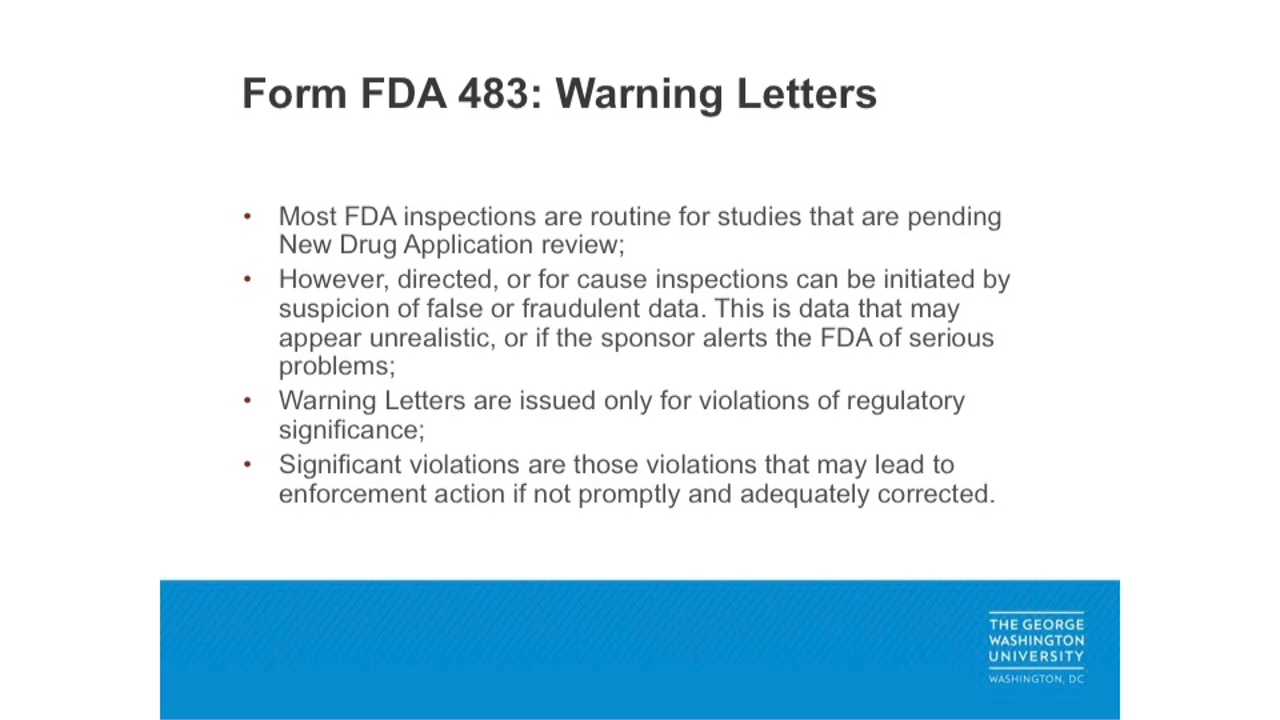 Form FDA 483: Warning Letters
• Most FDA inspections are routine for studies that are pending
New Drug Application review;
• However, directed, or for cause inspections can be initiated by
suspicion of false or fraudulent data. This is data that may
appear unrealistic, or if the sponsor alerts the FDA of serious
problems;
• Warning Letters are issued only for violations of regulatory
significance;
• Significant violations are those violations that may lead to
enforcement action if not promptly and adequately corrected.
THE GEORGE
WASHINGTON
UNIVERSITY
WASHINGTON, DC